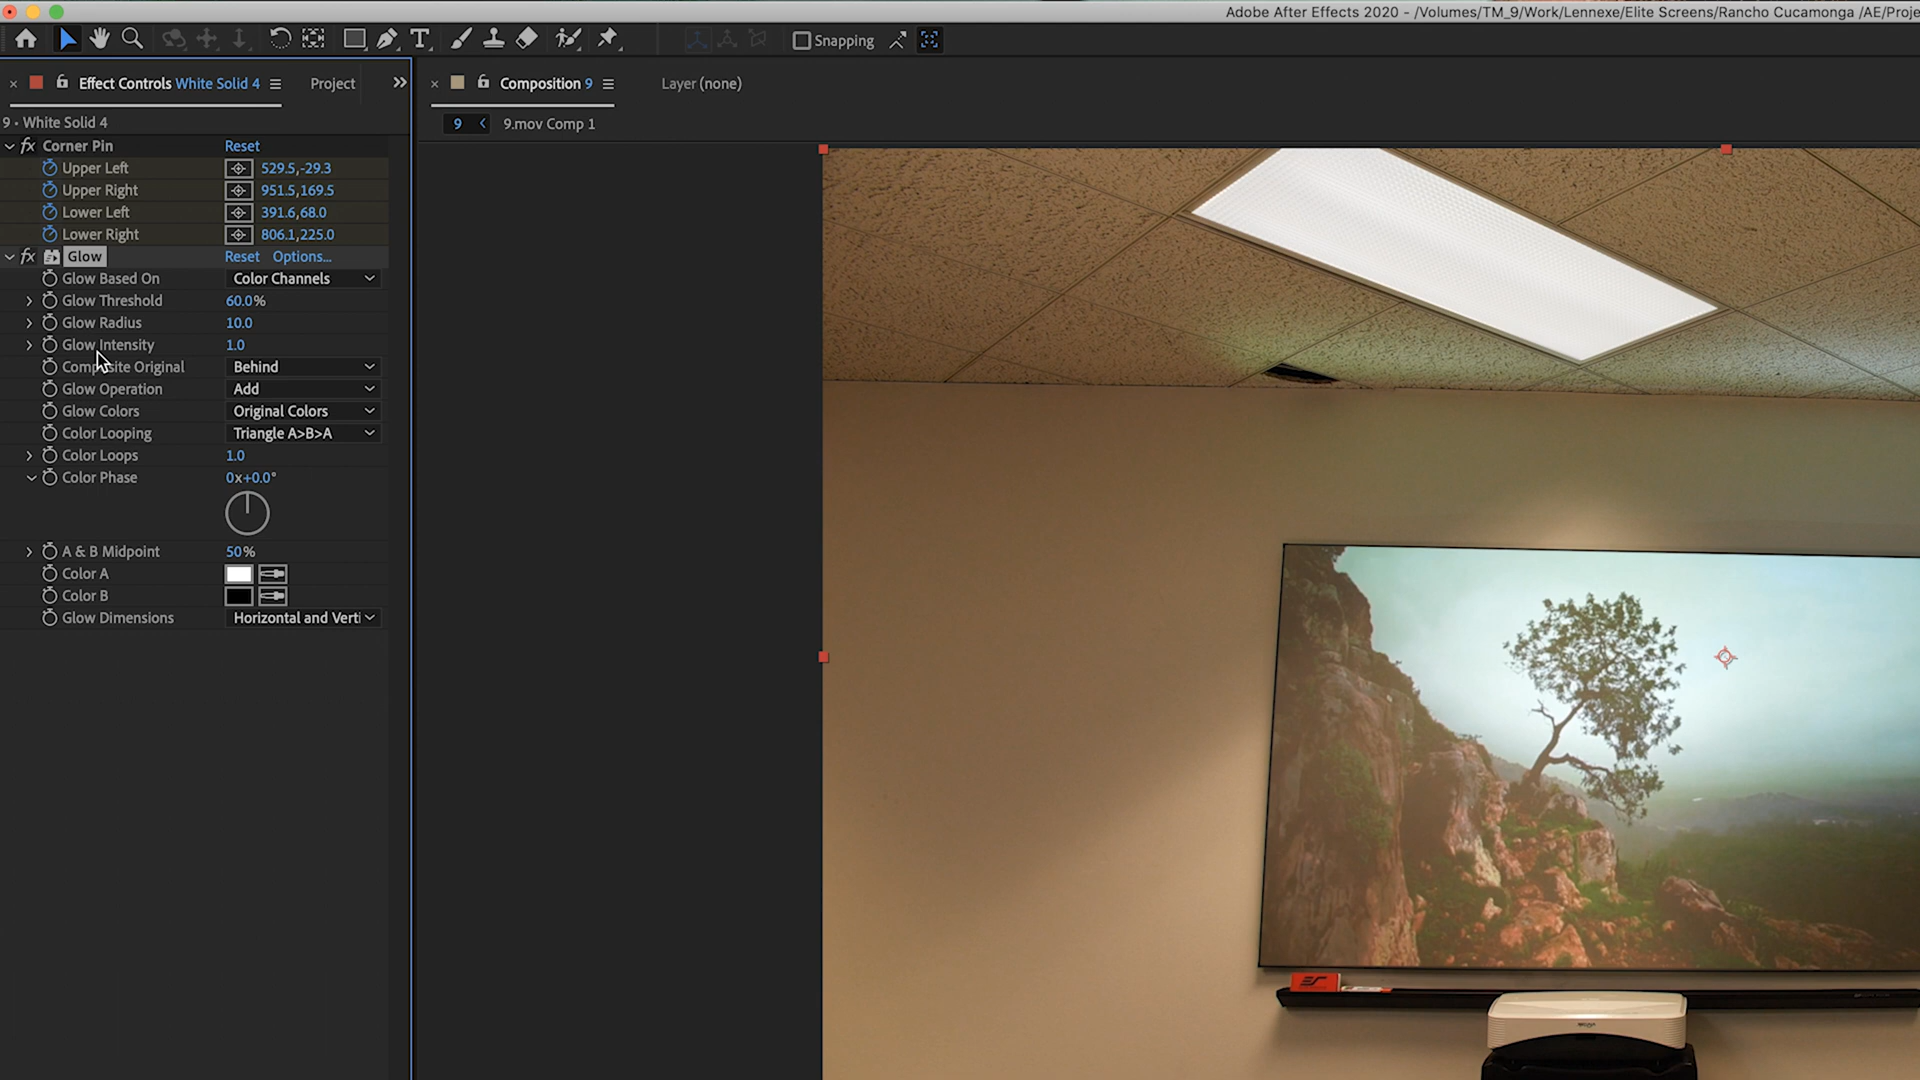 Adobe After Effects 2020 - /Volumes/TM_9/Work/Lennexe/Elite Screens/Rancho Cucamonga /AE/Proje
Snapping
Effect Controls White Solid 4
Project
Composition 9
Layer (none)
9
9.mov Comp 1
9 • White Solid 4
fx Corner Pin Reset
Upper Left 529.5,-29.3
Upper Right 951.5,169.5
Lower Left 391.6,68.0
Lower Right 806.1,225.0
fx Glow Reset Options...
Glow Based On Color Channels
Glow Threshold 60.0%
Glow Radius 10.0
Glow Intensity 1.0
Composite Original Behind
Glow Operation Add
Glow Colors Original Colors
Color Looping Triangle A>B>A
Color Loops 1.0
Color Phase 0x+0.0°
A & B Midpoint 50%
Color A
Color B
Glow Dimensions Horizontal and Verti